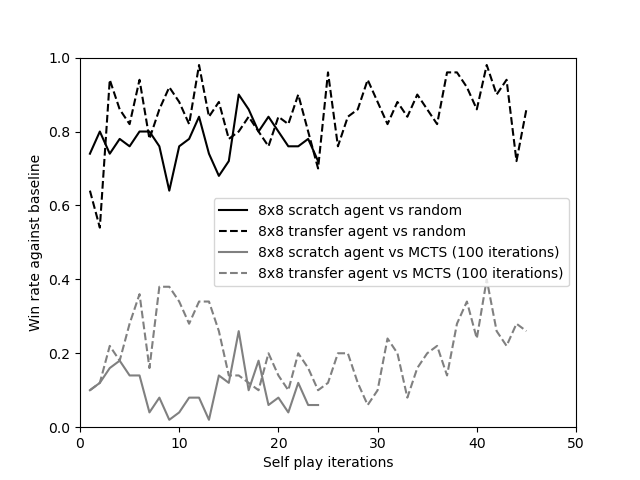 1.0
0.8
0.6
0.4
0.2
0.0
Win rate against baseline
8x8 scratch agent vs random
8x8 transfer agent vs random
8x8 scratch agent vs MCTS (100 iterations)
8x8 transfer agent vs MCTS (100 iterations)
0 10 20 30 40 50
Self play iterations